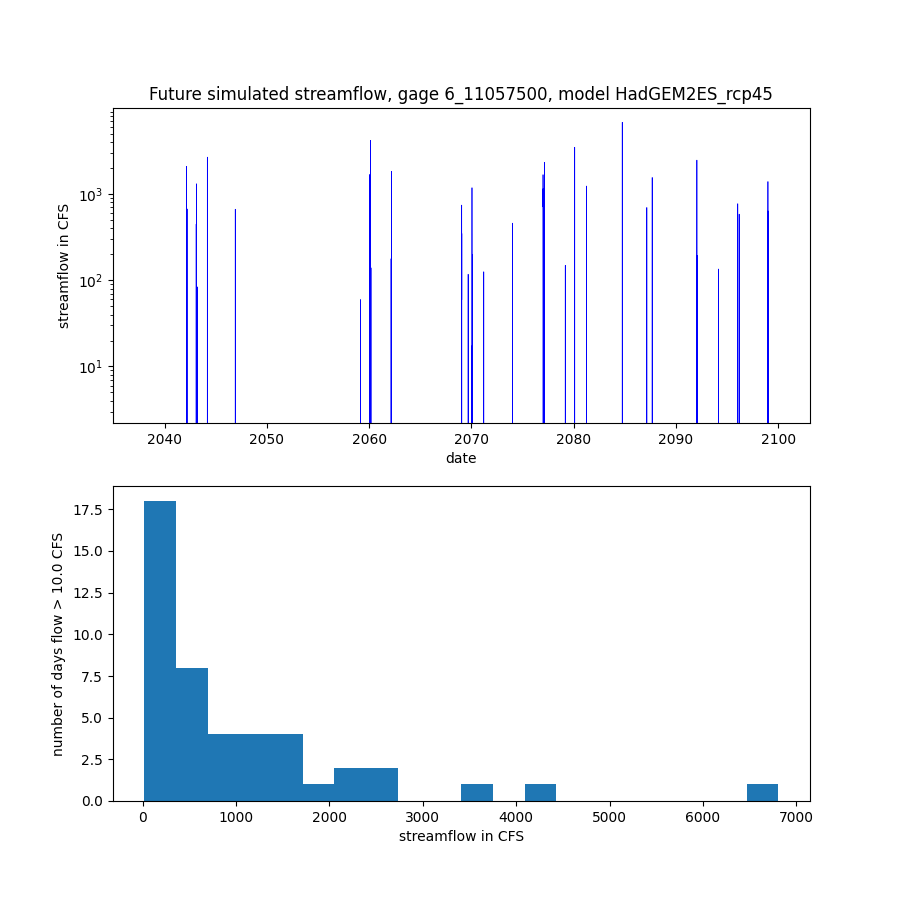 Future simulated streamflow, gage 6_11057500, model HadGEM2ES_rcp45
streamflow in CFS
10³
10²
10¹
2040 2050 2060 2070 2080 2090 2100
date
number of days flow > 10.0 CFS
17.5
15.0
12.5
10.0
7.5
5.0
2.5
0.0
0 1000 2000 3000 4000 5000 6000 7000
streamflow in CFS